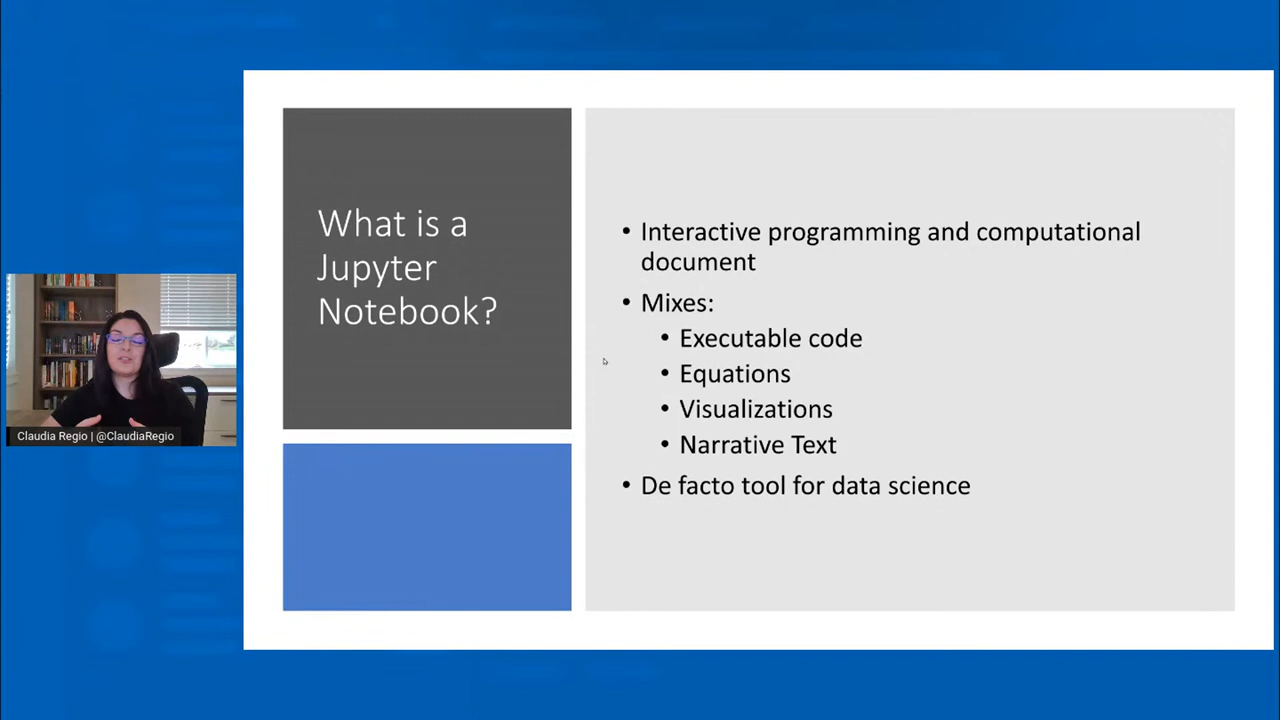 What is a
Jupyter
Notebook?
• Interactive programming and computational
document
• Mixes:
• Executable code
• Equations
• Visualizations
• Narrative Text
• De facto tool for data science
Claudia Regio | @ClaudiaRegio